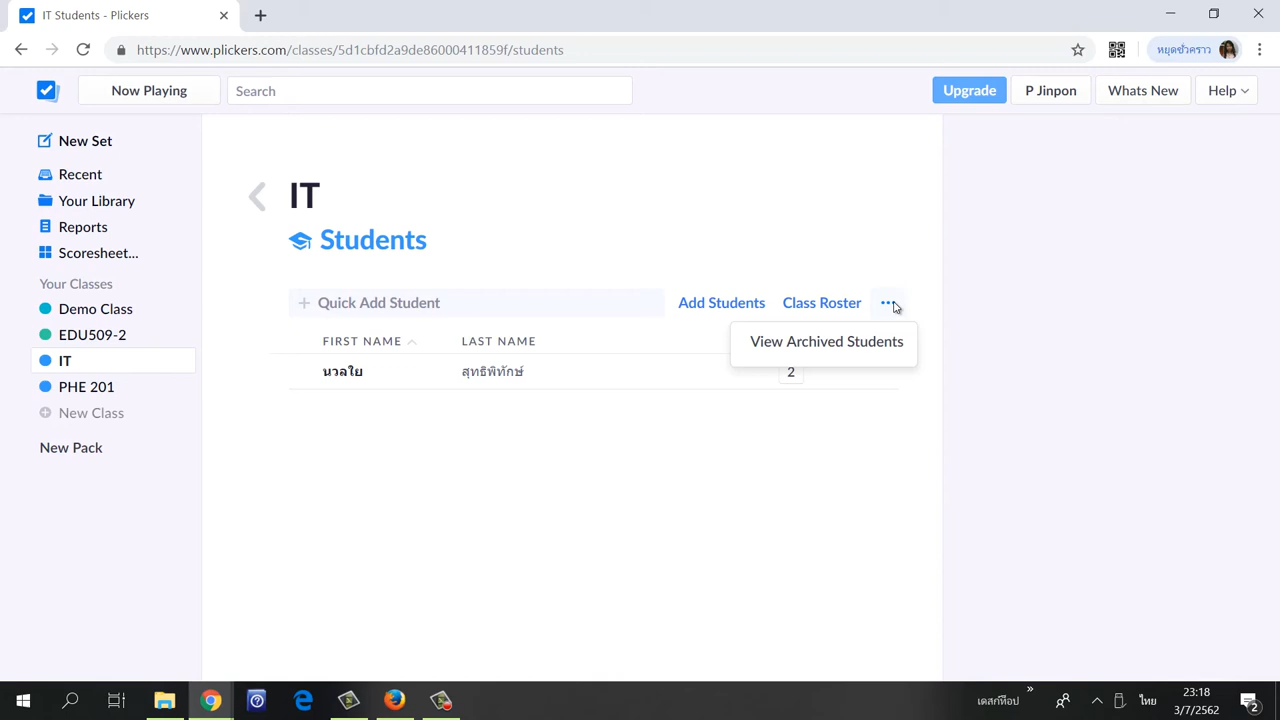 IT Students - Plickers
https://www.plickers.com/classes/5d1cbfd2a9de86000411859f/students
หยุดชั่วคราว
Now Playing
Search
Upgrade
P Jinpon
Whats New
Help
New Set
Recent
Your Library
Reports
Scoresheet...
Your Classes
Demo Class
EDU509-2
IT
PHE 201
New Class
New Pack
IT
Students
Quick Add Student
Add Students
Class Roster
View Archived Students
FIRST NAME
LAST NAME
นวลใย
สุทธิพิทักษ์
2
เดสก์ท็อป
ไทย
23:18
3/7/2562
2